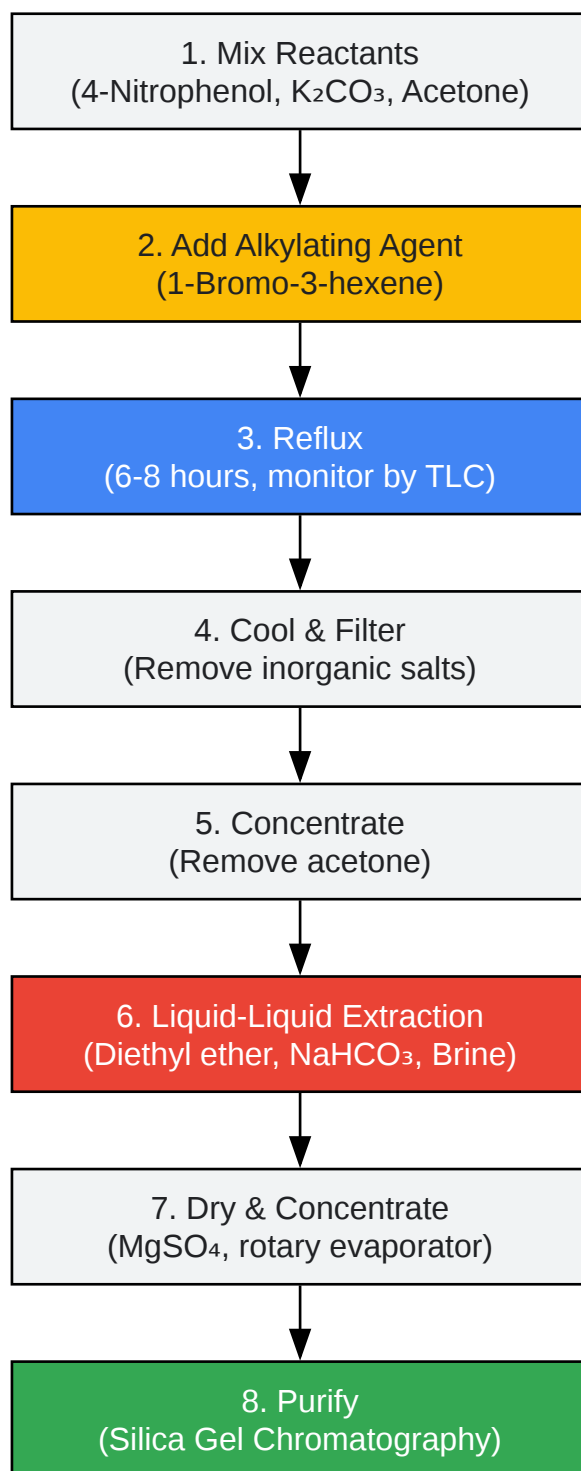 1. Mix Reactants
(4-Nitrophenol, K₂CO₃, Acetone)
2. Add Alkylating Agent
(1-Bromo-3-hexene)
3. Reflux
(6-8 hours, monitor by TLC)
4. Cool & Filter
(Remove inorganic salts)
5. Concentrate
(Remove acetone)
6. Liquid-Liquid Extraction
(Diethyl ether, NaHCO₃, Brine)
7. Dry & Concentrate
(MgSO₄, rotary evaporator)
8. Purify
(Silica Gel Chromatography)